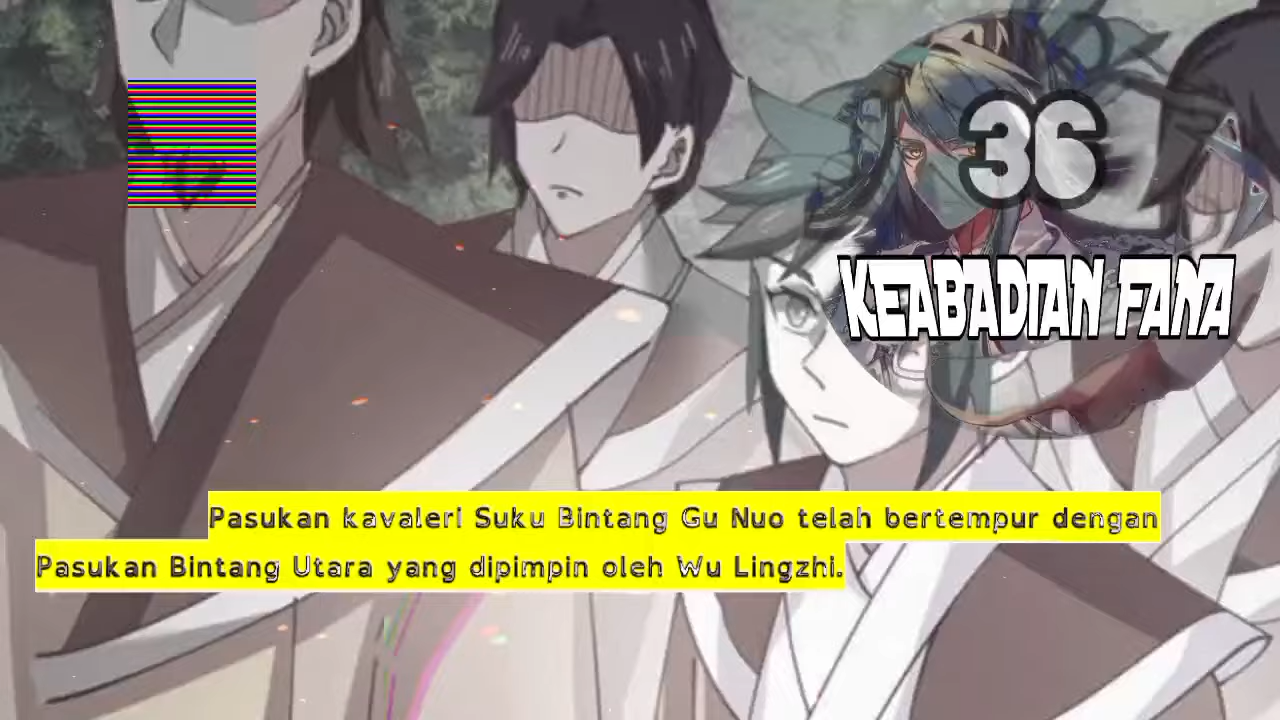 36
KEABADIAN FANA
Pasukan kavaleri Suku Bintang Gu Nuo telah bertempur dengan
Pasukan Bintang Utara yang dipimpin oleh Wu Lingzhi.